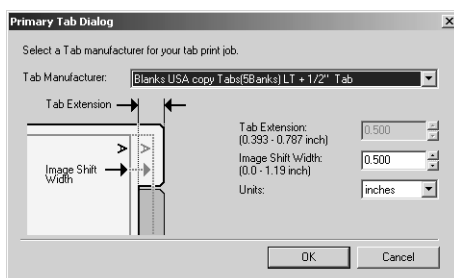 Primary Tab Dialog
Select a Tab manufacturer for your tab print job.
Tab Manufacturer:
Blanks USA copy Tabs(5Banks) LT + 1/2" Tab
Tab Extension
A
A
Image Shift
Width
Tab Extension:
(0.393 - 0.787 inch)
0.500
Image Shift Width:
(0.0 - 1.19 inch)
0.500
Units:
inches
OK
Cancel